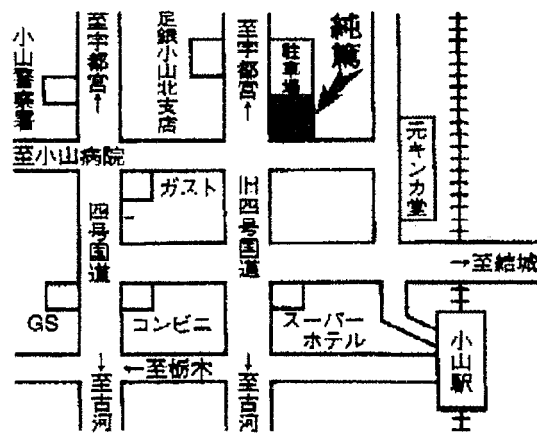 小山警察署
至宇都宮↑
足銀小山北支店
至宇都宮↑
駐車場
純籠
至小山病院
ガスト
元キンカ堂
四号国道
旧四号国道
→至結城
GS
コンビニ
スーパーホテル
小山駅
←至栃木
↓至古河
↓至古河